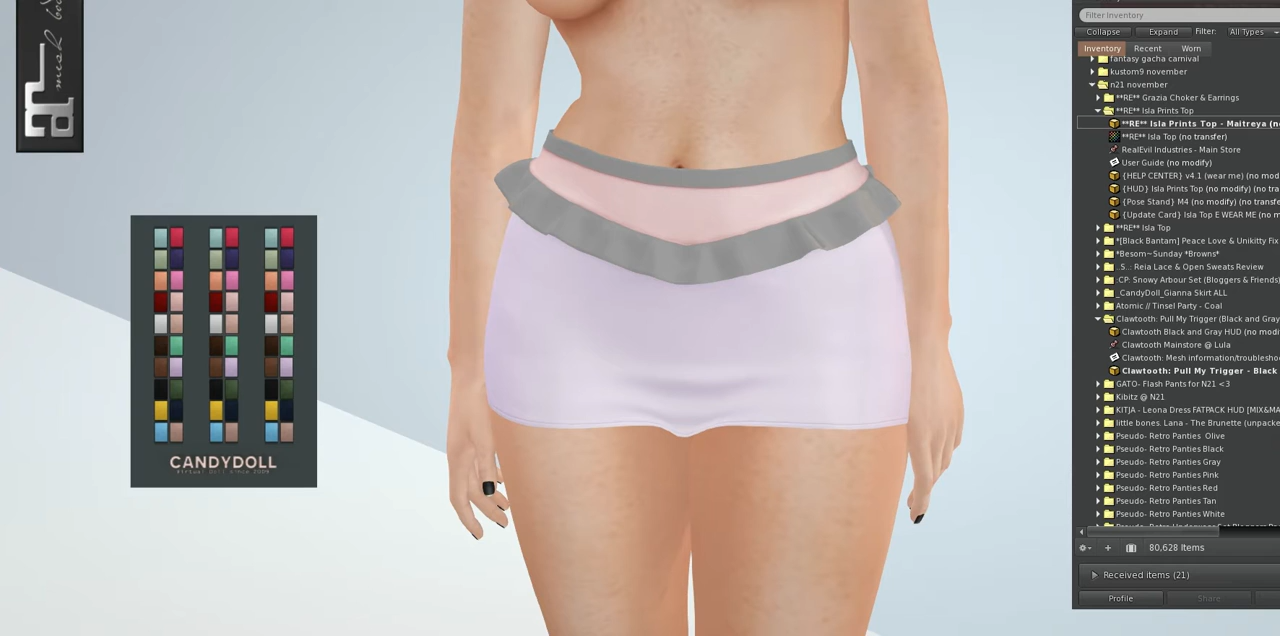 mesh bod
CANDYDOLL
Virtual Doll since 2009
Filter Inventory
Collapse Expand Filter: All Types
Inventory Recent Worn
fantasy gacha carnival
kustom9 november
n21 november
**RE** Grazia Choker & Earrings
**RE** Isla Prints Top
**RE** Isla Prints Top - Maitreya (no
**RE** Isla Top (no transfer)
RealEvil Industries - Main Store
User Guide (no modify)
{HELP CENTER} v4.1 (wear me) (no mod
{HUD} Isla Prints Top (no modify) (no tra
{Pose Stand} M4 (no modify) (no transfe
{Update Card} Isla Top E WEAR ME (no m
**RE** Isla Top
*[Black Bantam] Peace Love & Unikitty Fix
*Besom~Sunday *Browns*
..S..: Reia Lace & Open Sweats Review
:CP: Snowy Arbour Set (Bloggers & Friends)
_CandyDoll_Gianna Skirt ALL
Atomic // Tinsel Party - Coal
Clawtooth: Pull My Trigger (Black and Gray
Clawtooth Black and Gray HUD (no modi
Clawtooth Mainstore @ Lula
Clawtooth: Mesh information/troublesho
Clawtooth: Pull My Trigger - Black
GATO- Flash Pants for N21 <3
Kibitz @ N21
KITJA - Leona Dress FATPACK HUD [MIX&MA
little bones. Lana - The Brunette (unpacke
Pseudo- Retro Panties Olive
Pseudo- Retro Panties Black
Pseudo- Retro Panties Gray
Pseudo- Retro Panties Pink
Pseudo- Retro Panties Red
Pseudo- Retro Panties Tan
Pseudo- Retro Panties White
80,628 Items
Received items (21)
Profile Share